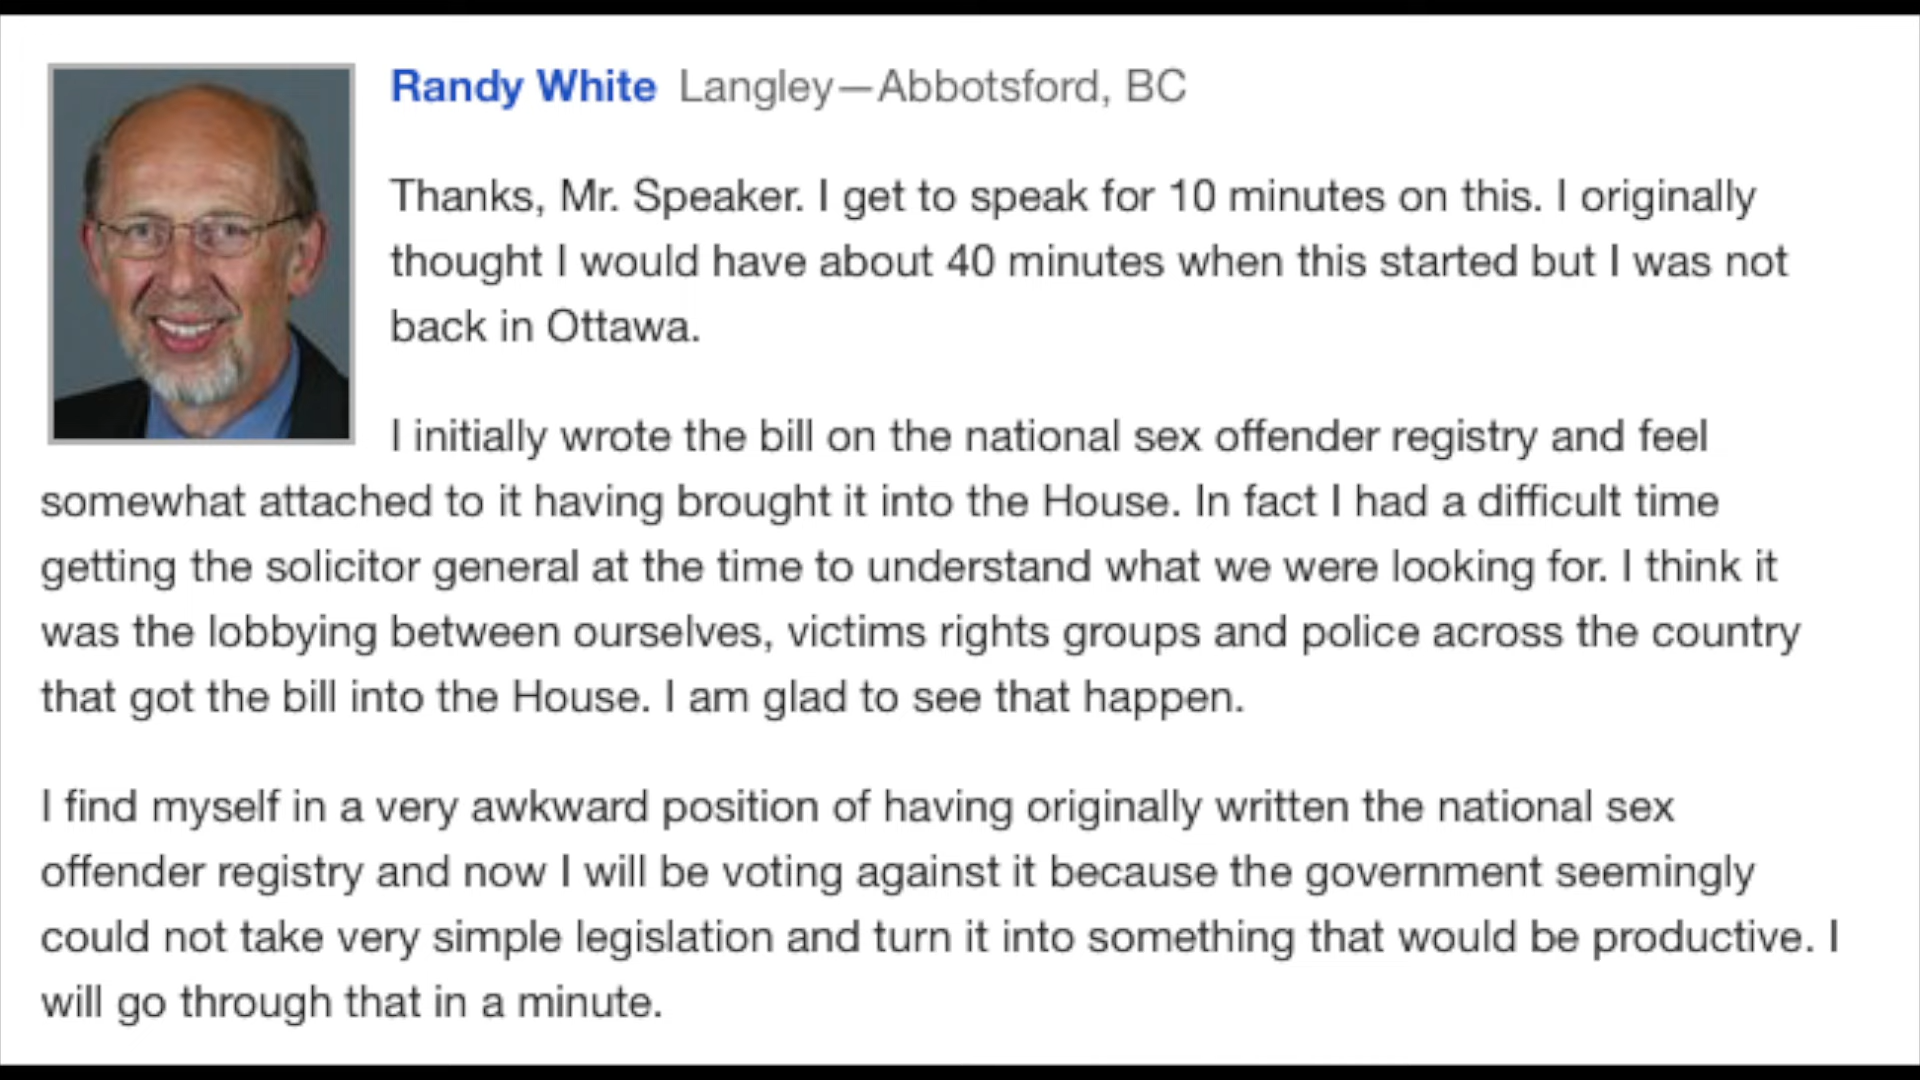 Randy White Langley—Abbotsford, BC
Thanks, Mr. Speaker. I get to speak for 10 minutes on this. I originally
thought I would have about 40 minutes when this started but I was not
back in Ottawa.
I initially wrote the bill on the national sex offender registry and feel
somewhat attached to it having brought it into the House. In fact I had a difficult time
getting the solicitor general at the time to understand what we were looking for. I think it
was the lobbying between ourselves, victims rights groups and police across the country
that got the bill into the House. I am glad to see that happen.
I find myself in a very awkward position of having originally written the national sex
offender registry and now I will be voting against it because the government seemingly
could not take very simple legislation and turn it into something that would be productive. I
will go through that in a minute.